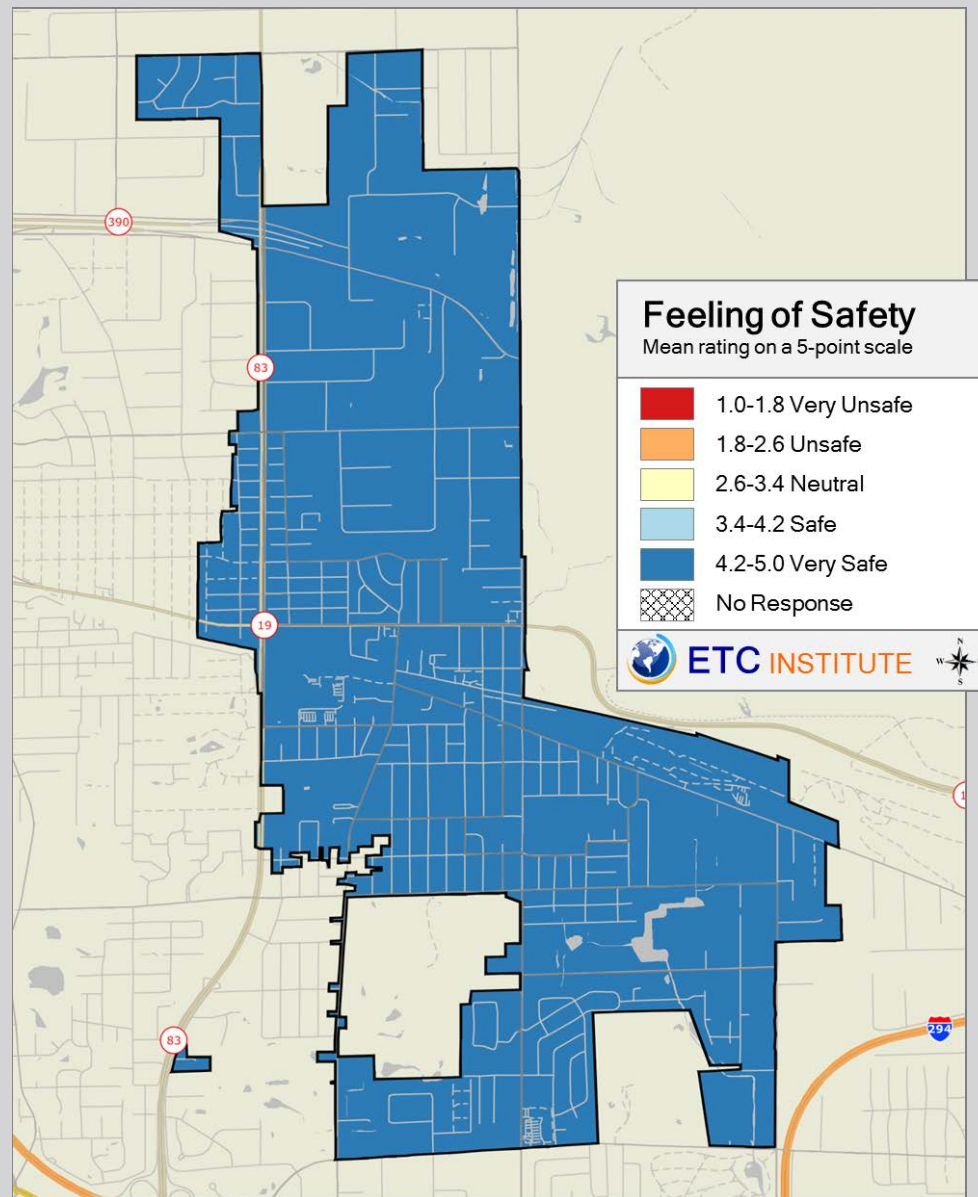 390
83
19
Feeling of Safety
Mean rating on a 5-point scale
1.0-1.8 Very Unsafe
1.8-2.6 Unsafe
2.6-3.4 Neutral
3.4-4.2 Safe
4.2-5.0 Very Safe
No Response
ETC INSTITUTE
N
W
S
83
294